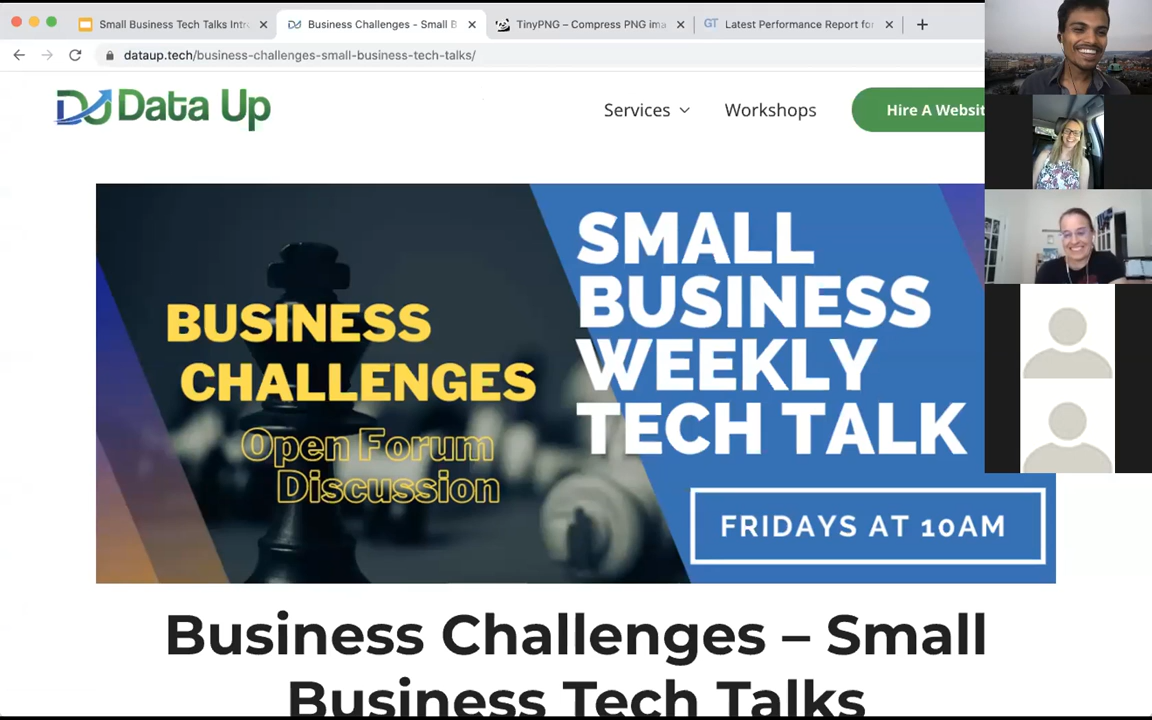 Small Business Tech Talks Intro
Business Challenges - Small B
TinyPNG – Compress PNG ima
GT
Latest Performance Report for
dataup.tech/business-challenges-small-business-tech-talks/
Data Up
Services
Workshops
Hire A Websit
BUSINESS
CHALLENGES
Open Forum
Discussion
SMALL
BUSINESS
WEEKLY
TECH TALK
FRIDAYS AT 10AM
Business Challenges – Small
Business Tech Talks